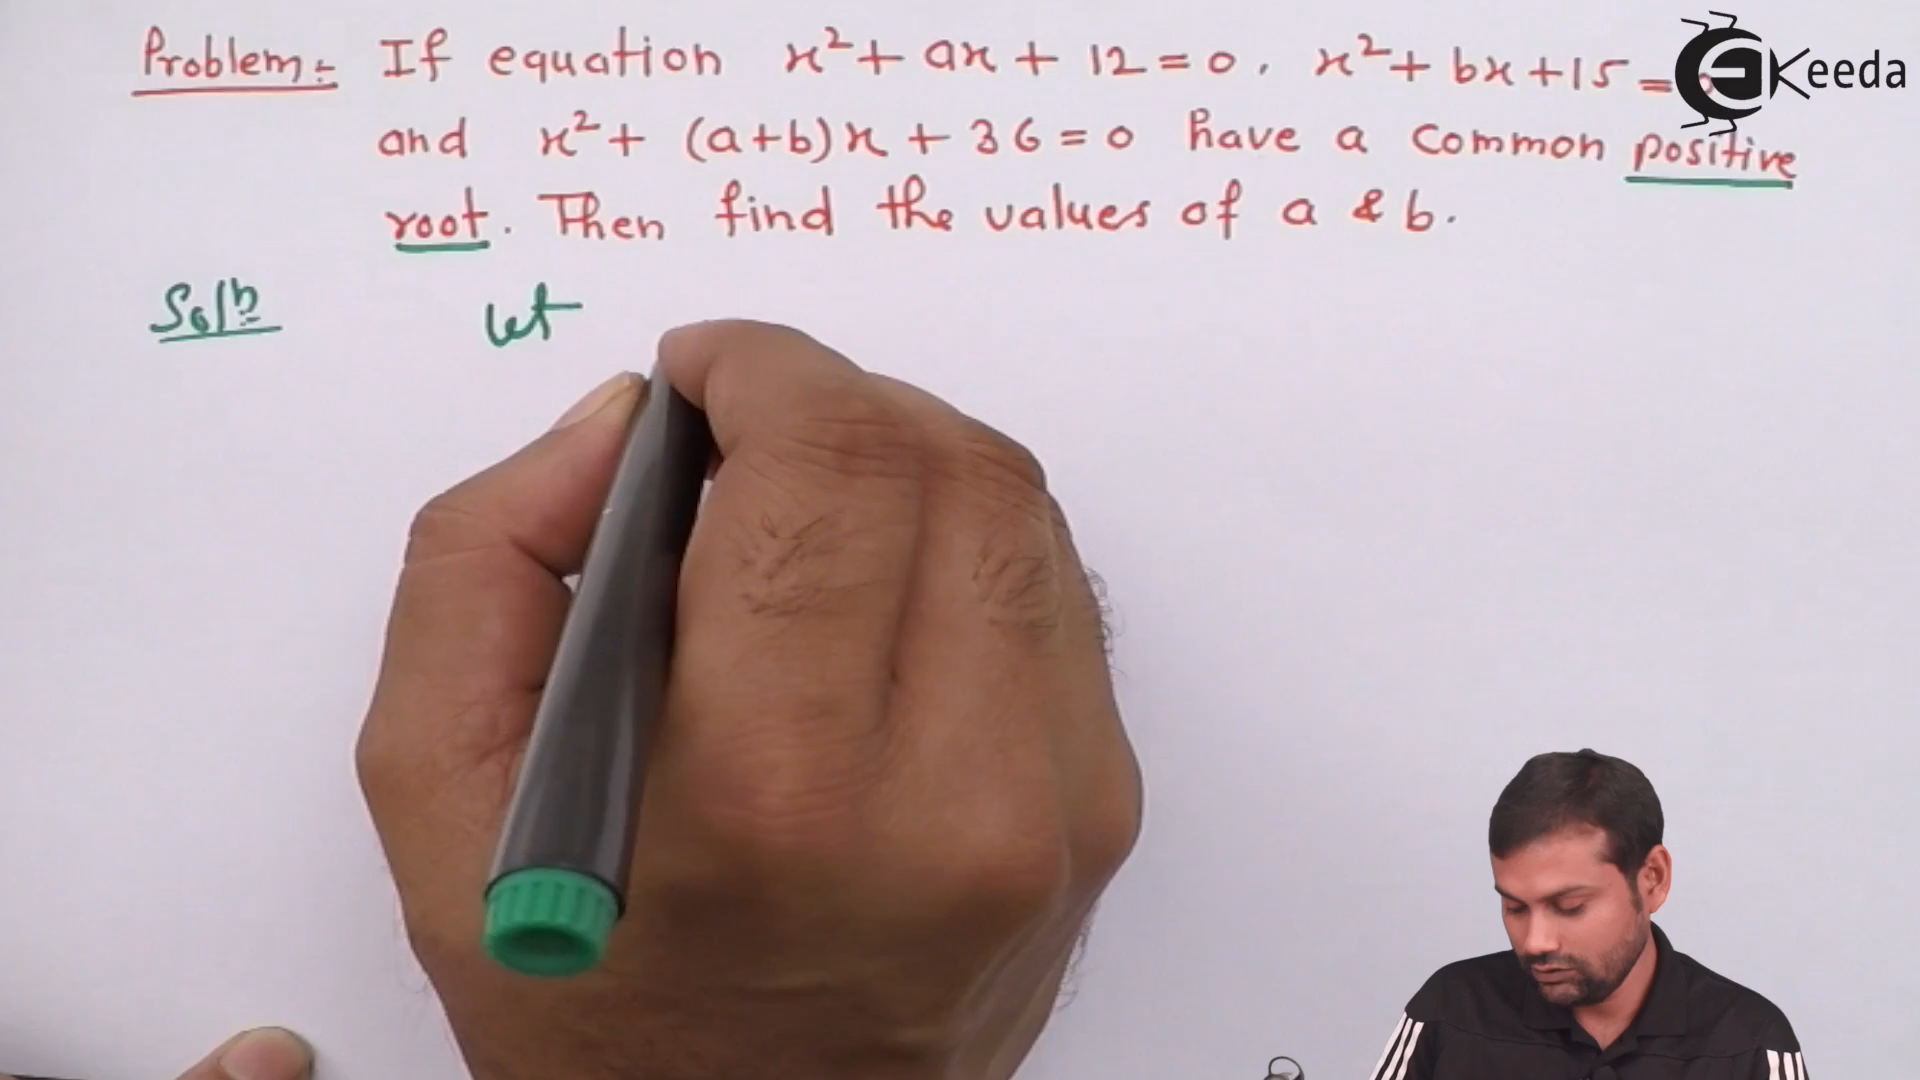 Problem:- If equation x²+ ax + 12 = 0, x²+ bx +15 =
Keeda
and x²+ (a+b)x + 36 = 0 have a common positive
root. Then find the values of a & b.
Solⁿ let